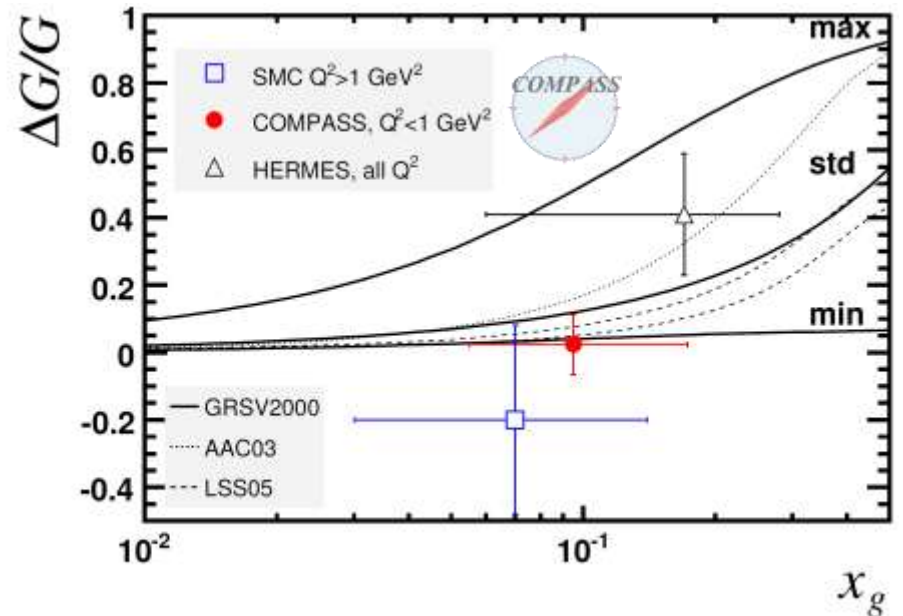 ΔG/G
1
0.8
0.6
0.4
0.2
0
-0.2
-0.4
max
SMC Q²>1 GeV²
COMPASS, Q²<1 GeV²
HERMES, all Q²
COMPASS
std
min
GRSV2000
AAC03
LSS05
10⁻²
10⁻¹
x_g